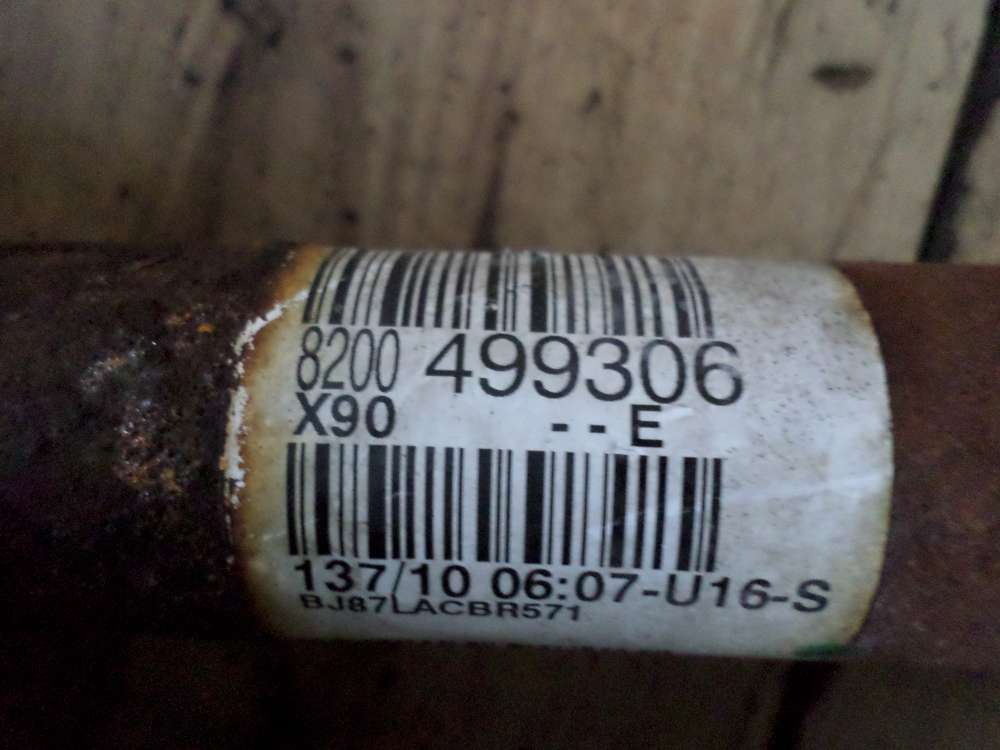 8200 499306
X90 -- E
137/10 06:07-U16-S
BJ87LACBR571